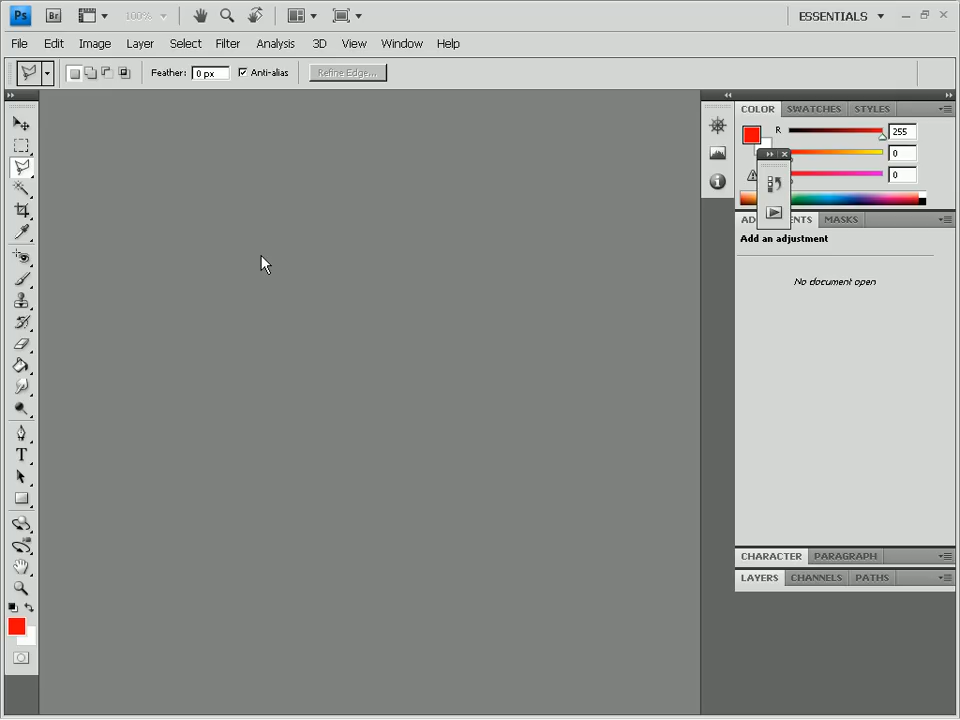 Ps Br 100% ESSENTIALS
File Edit Image Layer Select Filter Analysis 3D View Window Help
Feather: 0 px Anti-alias Refine Edge...
COLOR SWATCHES STYLES
R 255
0
0
MASKS
Add an adjustment
No document open
T
CHARACTER PARAGRAPH
LAYERS CHANNELS PATHS